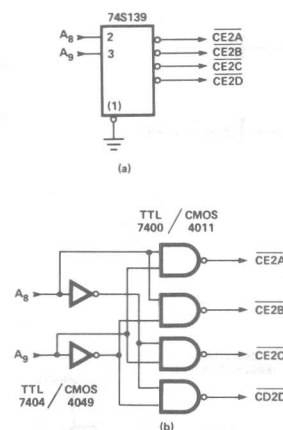 74S139
A₈ 2 CE2A
A₉ 3 CE2B
CE2C
CE2D
(1)
(a)
TTL / CMOS
7400 4011
CE2A
A₈
CE2B
A₉
CE2C
TTL / CMOS
7404 4049
CD2D
(b)